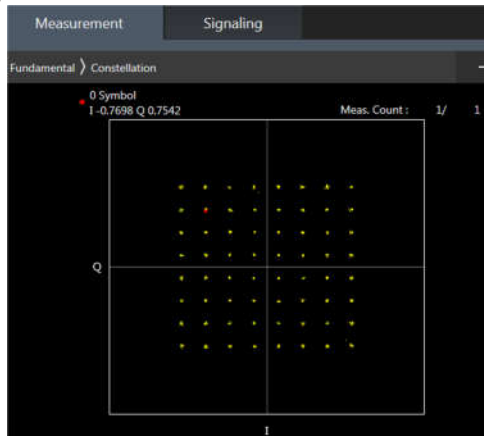 Measurement Signaling
Fundamental 〉 Constellation
0 Symbol
I -0.7698 Q 0.7542 Meas. Count : 1/ 1
Q
I